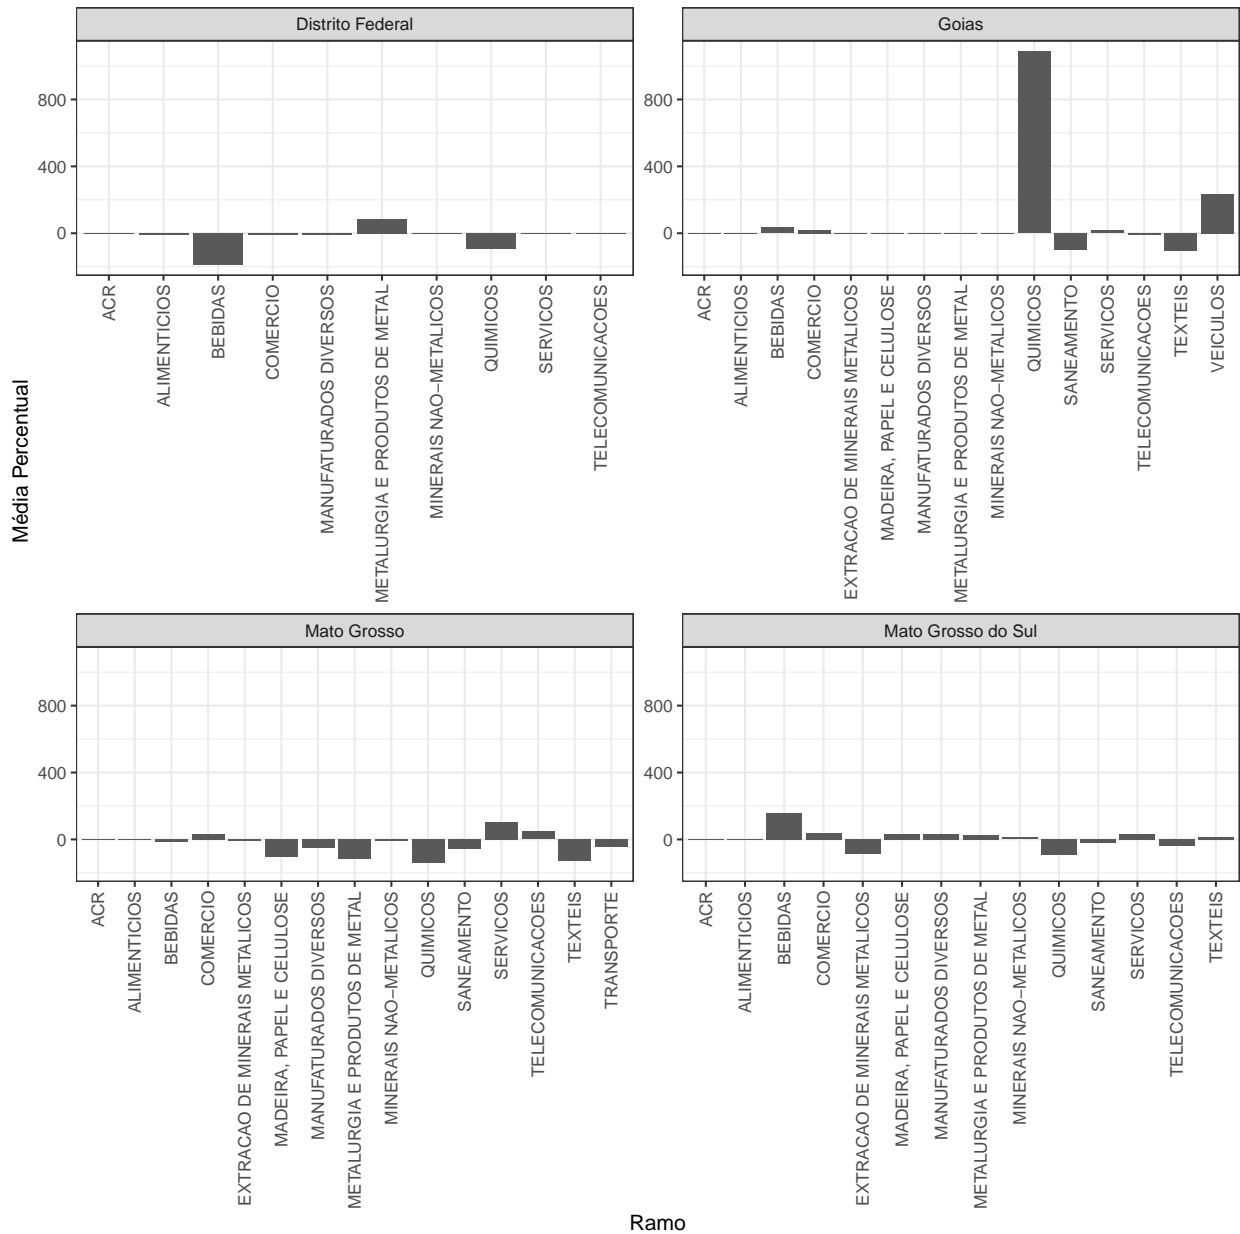 Distrito Federal
Goias
Média Percentual
800
400
0
ACR
ALIMENTICIOS
BEBIDAS
COMERCIO
MANUFATURADOS DIVERSOS
METALURGIA E PRODUTOS DE METAL
MINERAIS NAO−METALICOS
QUIMICOS
SERVICOS
TELECOMUNICACOES
800
400
0
ACR
ALIMENTICIOS
BEBIDAS
COMERCIO
EXTRACAO DE MINERAIS METALICOS
MADEIRA, PAPEL E CELULOSE
MANUFATURADOS DIVERSOS
METALURGIA E PRODUTOS DE METAL
MINERAIS NAO−METALICOS
QUIMICOS
SANEAMENTO
SERVICOS
TELECOMUNICACOES
TEXTEIS
VEICULOS
Mato Grosso
Mato Grosso do Sul
800
400
0
ACR
ALIMENTICIOS
BEBIDAS
COMERCIO
EXTRACAO DE MINERAIS METALICOS
MADEIRA, PAPEL E CELULOSE
MANUFATURADOS DIVERSOS
METALURGIA E PRODUTOS DE METAL
MINERAIS NAO−METALICOS
QUIMICOS
SANEAMENTO
SERVICOS
TELECOMUNICACOES
TEXTEIS
TRANSPORTE
800
400
0
ACR
ALIMENTICIOS
BEBIDAS
COMERCIO
EXTRACAO DE MINERAIS METALICOS
MADEIRA, PAPEL E CELULOSE
MANUFATURADOS DIVERSOS
METALURGIA E PRODUTOS DE METAL
MINERAIS NAO−METALICOS
QUIMICOS
SANEAMENTO
SERVICOS
TELECOMUNICACOES
TEXTEIS
Ramo